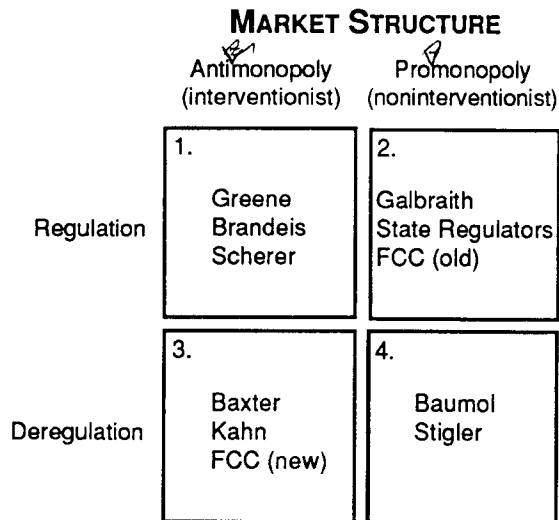 MARKET STRUCTURE
Antimonopoly Promonopoly
(interventionist) (noninterventionist)
1. 2.
Regulation
Greene Galbraith
Brandeis State Regulators
Scherer FCC (old)
3. 4.
Deregulation
Baxter Baumol
Kahn Stigler
FCC (new)